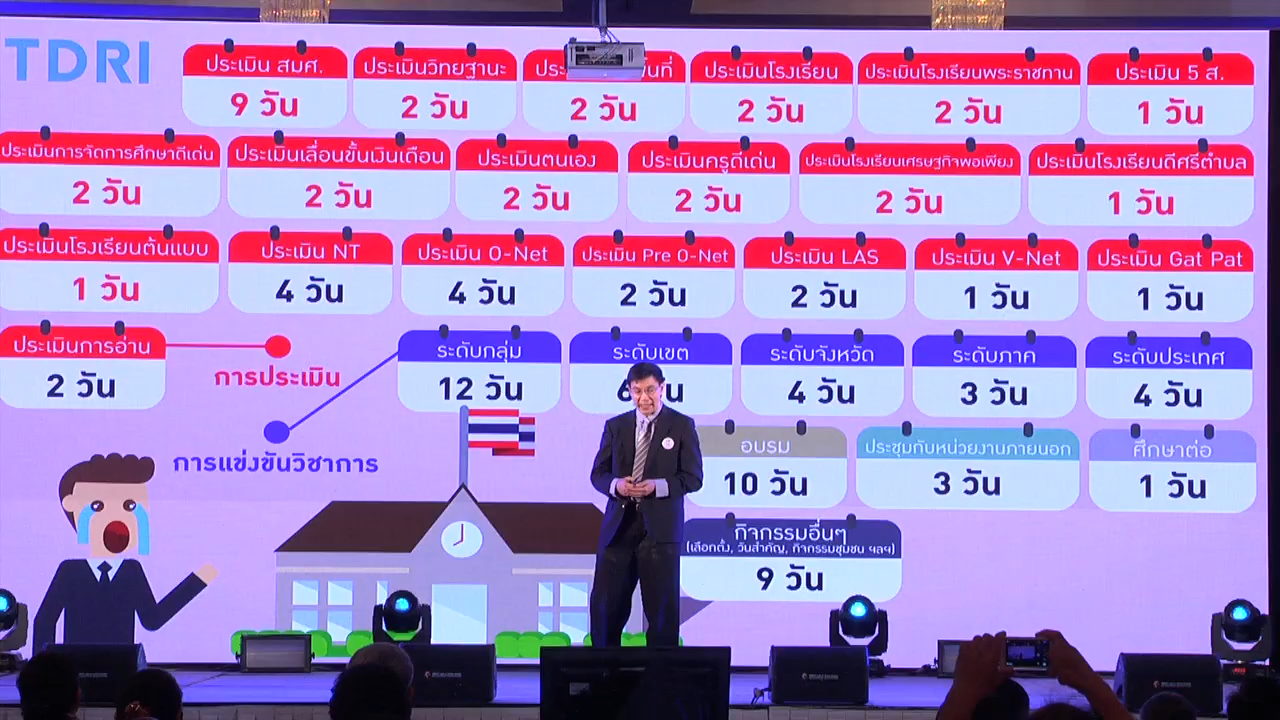 TDRI
ประเมิน สมศ.
9 วัน
ประเมินวิทยฐานะ
2 วัน
2 วัน
ประเมินโรงเรียน
2 วัน
ประเมินโรงเรียนพระราชทาน
2 วัน
ประเมิน 5 ส.
1 วัน
ประเมินการจัดการศึกษาดีเด่น
2 วัน
ประเมินเลื่อนขั้นเงินเดือน
2 วัน
ประเมินตนเอง
2 วัน
ประเมินครูดีเด่น
2 วัน
ประเมินโรงเรียนเศรษฐกิจพอเพียง
2 วัน
ประเมินโรงเรียนดีศรีตำบล
1 วัน
ประเมินโรงเรียนต้นแบบ
1 วัน
ประเมิน NT
4 วัน
ประเมิน O-Net
4 วัน
ประเมิน Pre O-Net
2 วัน
ประเมิน LAS
2 วัน
ประเมิน V-Net
1 วัน
ประเมิน Gat Pat
1 วัน
ประเมินการอ่าน
2 วัน
การประเมิน
ระดับกลุ่ม
12 วัน
ระดับเขต
ระดับจังหวัด
4 วัน
ระดับภาค
3 วัน
ระดับประเทศ
4 วัน
การแข่งขันวิชาการ
อบรม
10 วัน
ประชุมกับหน่วยงานภายนอก
3 วัน
ศึกษาต่อ
1 วัน
กิจกรรมอื่นๆ
(เลือกตั้ง, วันสำคัญ, กิจกรรมชุมชน ฯลฯ)
9 วัน